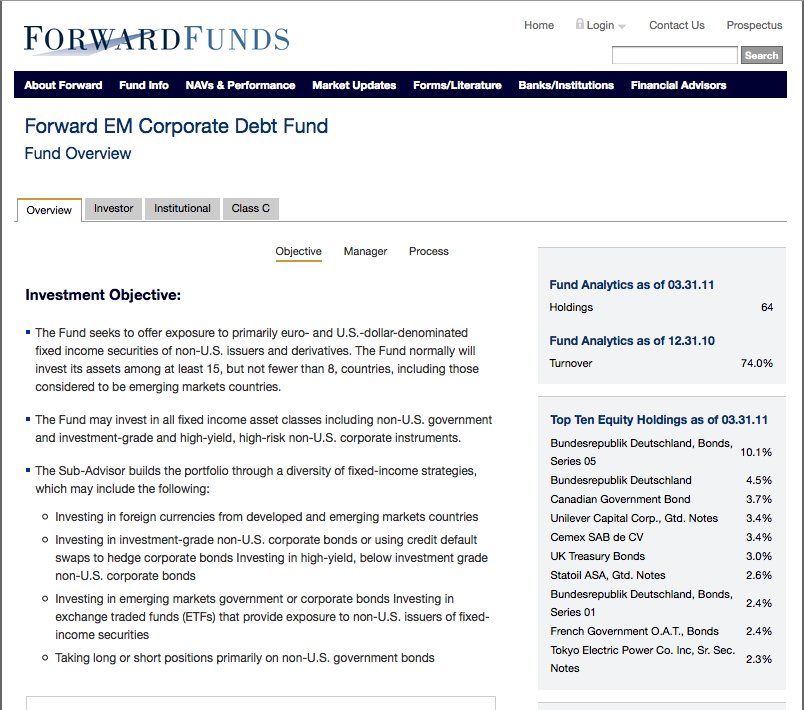 FORWARDFUNDS
Home Login Contact Us Prospectus
Search
About Forward Fund Info NAVs & Performance Market Updates Forms/Literature Banks/Institutions Financial Advisors
Forward EM Corporate Debt Fund
Fund Overview
Overview Investor Institutional Class C
Objective Manager Process
Investment Objective:
The Fund seeks to offer exposure to primarily euro- and U.S.-dollar-denominated
fixed income securities of non-U.S. issuers and derivatives. The Fund normally will
invest its assets among at least 15, but not fewer than 8, countries, including those
considered to be emerging markets countries.
The Fund may invest in all fixed income asset classes including non-U.S. government
and investment-grade and high-yield, high-risk non-U.S. corporate instruments.
The Sub-Advisor builds the portfolio through a diversity of fixed-income strategies,
which may include the following:
Investing in foreign currencies from developed and emerging markets countries
Investing in investment-grade non-U.S. corporate bonds or using credit default
swaps to hedge corporate bonds Investing in high-yield, below investment grade
non-U.S. corporate bonds
Investing in emerging markets government or corporate bonds Investing in
exchange traded funds (ETFs) that provide exposure to non-U.S. issuers of fixed-
income securities
Taking long or short positions primarily on non-U.S. government bonds
Fund Analytics as of 03.31.11
Holdings 64
Fund Analytics as of 12.31.10
Turnover 74.0%
Top Ten Equity Holdings as of 03.31.11
Bundesrepublik Deutschland, Bonds,
Series 05 10.1%
Bundesrepublik Deutschland 4.5%
Canadian Government Bond 3.7%
Unilever Capital Corp., Gtd. Notes 3.4%
Cemex SAB de CV 3.4%
UK Treasury Bonds 3.0%
Statoil ASA, Gtd. Notes 2.6%
Bundesrepublik Deutschland, Bonds,
Series 01 2.4%
French Government O.A.T., Bonds 2.4%
Tokyo Electric Power Co. Inc, Sr. Sec.
Notes 2.3%